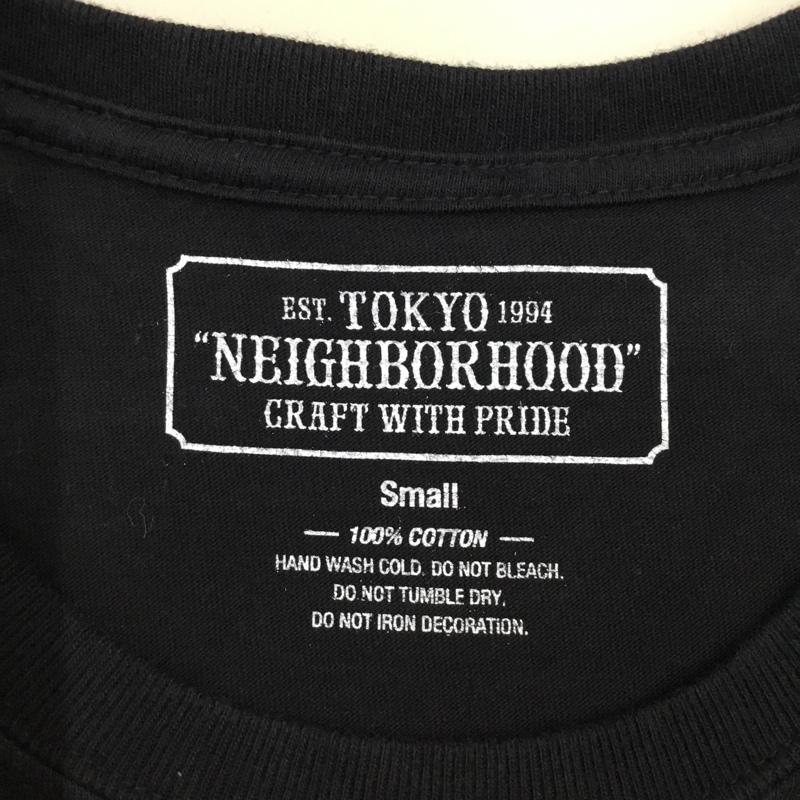 EST. TOKYO 1994
“NEIGHBORHOOD”
CRAFT WITH PRIDE
Small
— 100% COTTON —
HAND WASH COLD. DO NOT BLEACH.
DO NOT TUMBLE DRY.
DO NOT IRON DECORATION.